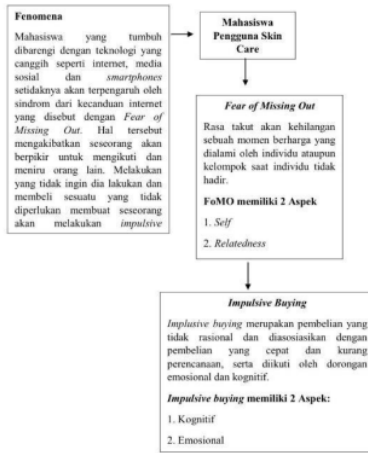 Fenomena
Mahasiswa yang tumbuh
dibarengi dengan teknologi yang
canggih seperti internet, media
sosial dan smartphones
setidaknya akan terpengaruh oleh
sindrom dari kecanduan internet
yang disebut dengan Fear of
Missing Out. Hal tersebut
mengakibatkan seseorang akan
berpikir untuk mengikuti dan
meniru orang lain. Melakukan
yang tidak ingin dia lakukan dan
membeli sesuatu yang tidak
diperlukan membuat seseorang
akan melakukan impulsive
Mahasiswa
Pengguna Skin
Care
Fear of Missing Out
Rasa takut akan kehilangan
sebuah momen berharga yang
dialami oleh individu ataupun
kelompok saat individu tidak
hadir.
FoMO memiliki 2 Aspek
1. Self
2. Relatedness
Impulsive Buying
Implusive buying merupakan pembelian yang
tidak rasional dan diasosiasikan dengan
pembelian yang cepat dan kurang
perencanaan, serta diikuti oleh dorongan
emosional dan kognitif.
Impulsive buying memiliki 2 Aspek:
1. Kognitif
2. Emosional